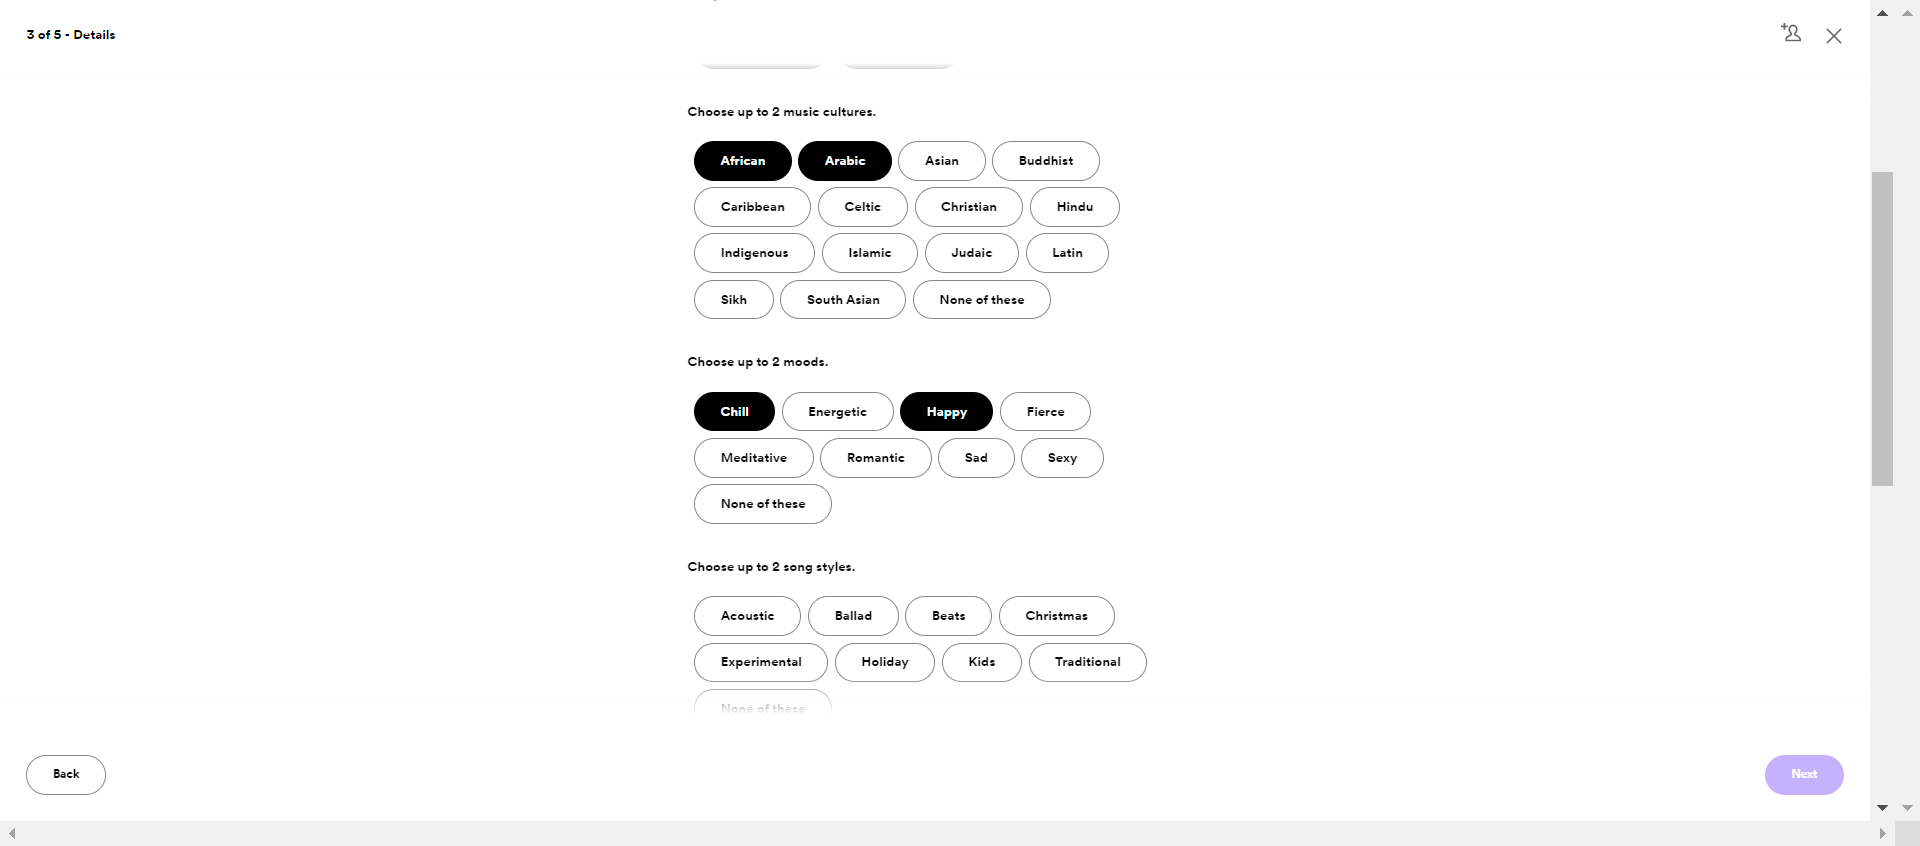 3 of 5 - Details
Choose up to 2 music cultures.
African Arabic Asian Buddhist
Caribbean Celtic Christian Hindu
Indigenous Islamic Judaic Latin
Sikh South Asian None of these
Choose up to 2 moods.
Chill Energetic Happy Fierce
Meditative Romantic Sad Sexy
None of these
Choose up to 2 song styles.
Acoustic Ballad Beats Christmas
Experimental Holiday Kids Traditional
None of these
Back Next